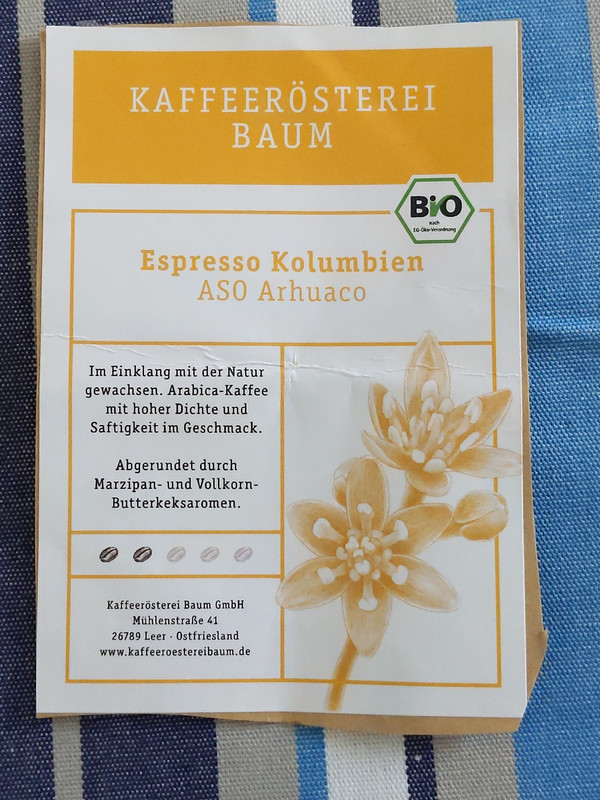 KAFFEERÖSTEREI
BAUM
BiO
nach
EG-Öko-Verordnung
Espresso Kolumbien
ASO Arhuaco
Im Einklang mit der Natur
gewachsen. Arabica-Kaffee
mit hoher Dichte und
Saftigkeit im Geschmack.
Abgerundet durch
Marzipan- und Vollkorn-
Butterkeksaromen.
Kaffeerösterei Baum GmbH
Mühlenstraße 41
26789 Leer · Ostfriesland
www.kaffeeroestereibaum.de